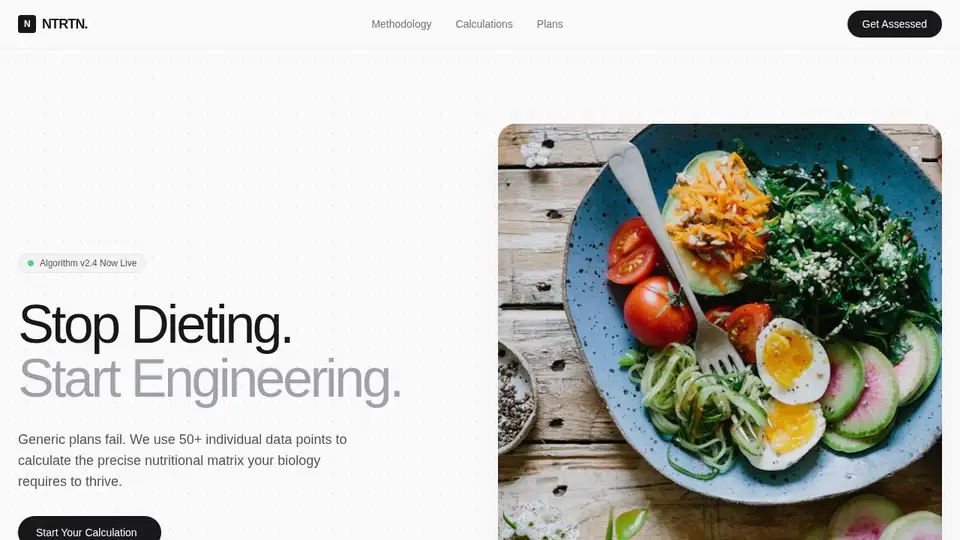 N NTRTN.
Methodology Calculations Plans
Get Assessed
Algorithm v2.4 Now Live
Stop Dieting.
Start Engineering.
Generic plans fail. We use 50+ individual data points to
calculate the precise nutritional matrix your biology
requires to thrive.
Start Your Calculation